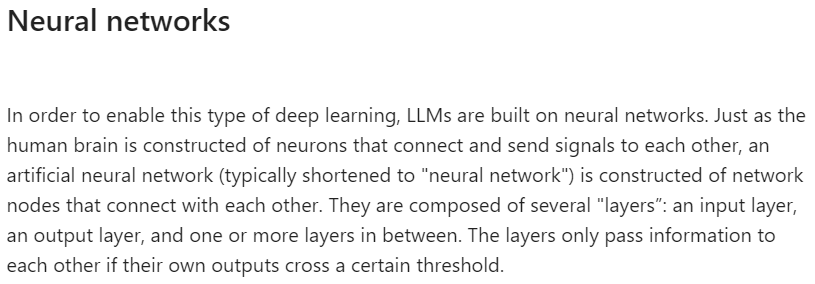 Neural networks
In order to enable this type of deep learning, LLMs are built on neural networks. Just as the
human brain is constructed of neurons that connect and send signals to each other, an
artificial neural network (typically shortened to "neural network") is constructed of network
nodes that connect with each other. They are composed of several "layers”: an input layer,
an output layer, and one or more layers in between. The layers only pass information to
each other if their own outputs cross a certain threshold.